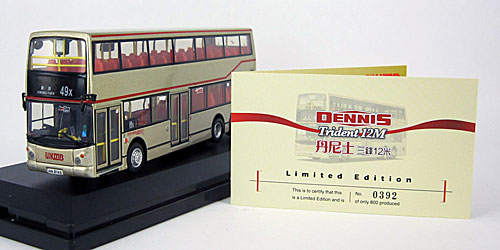 49X
DENNIS
Trident 12M
丹尼士 三鋒12米
Limited Edition
This is to certify that this
is a Limited Edition and is
No. 0392
of only 800 produced